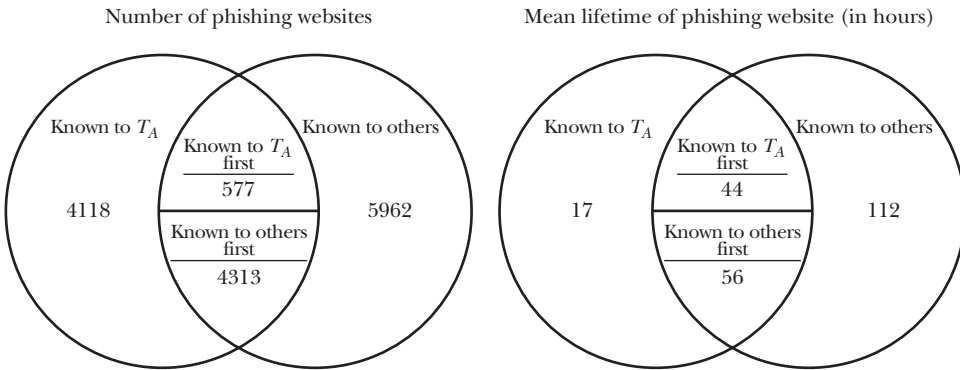 Number of phishing websites
Known to T_A
4118
Known to T_A
first
577
Known to others
first
4313
Known to others
5962
Mean lifetime of phishing website (in hours)
Known to T_A
17
Known to T_A
first
44
Known to others
first
56
Known to others
112